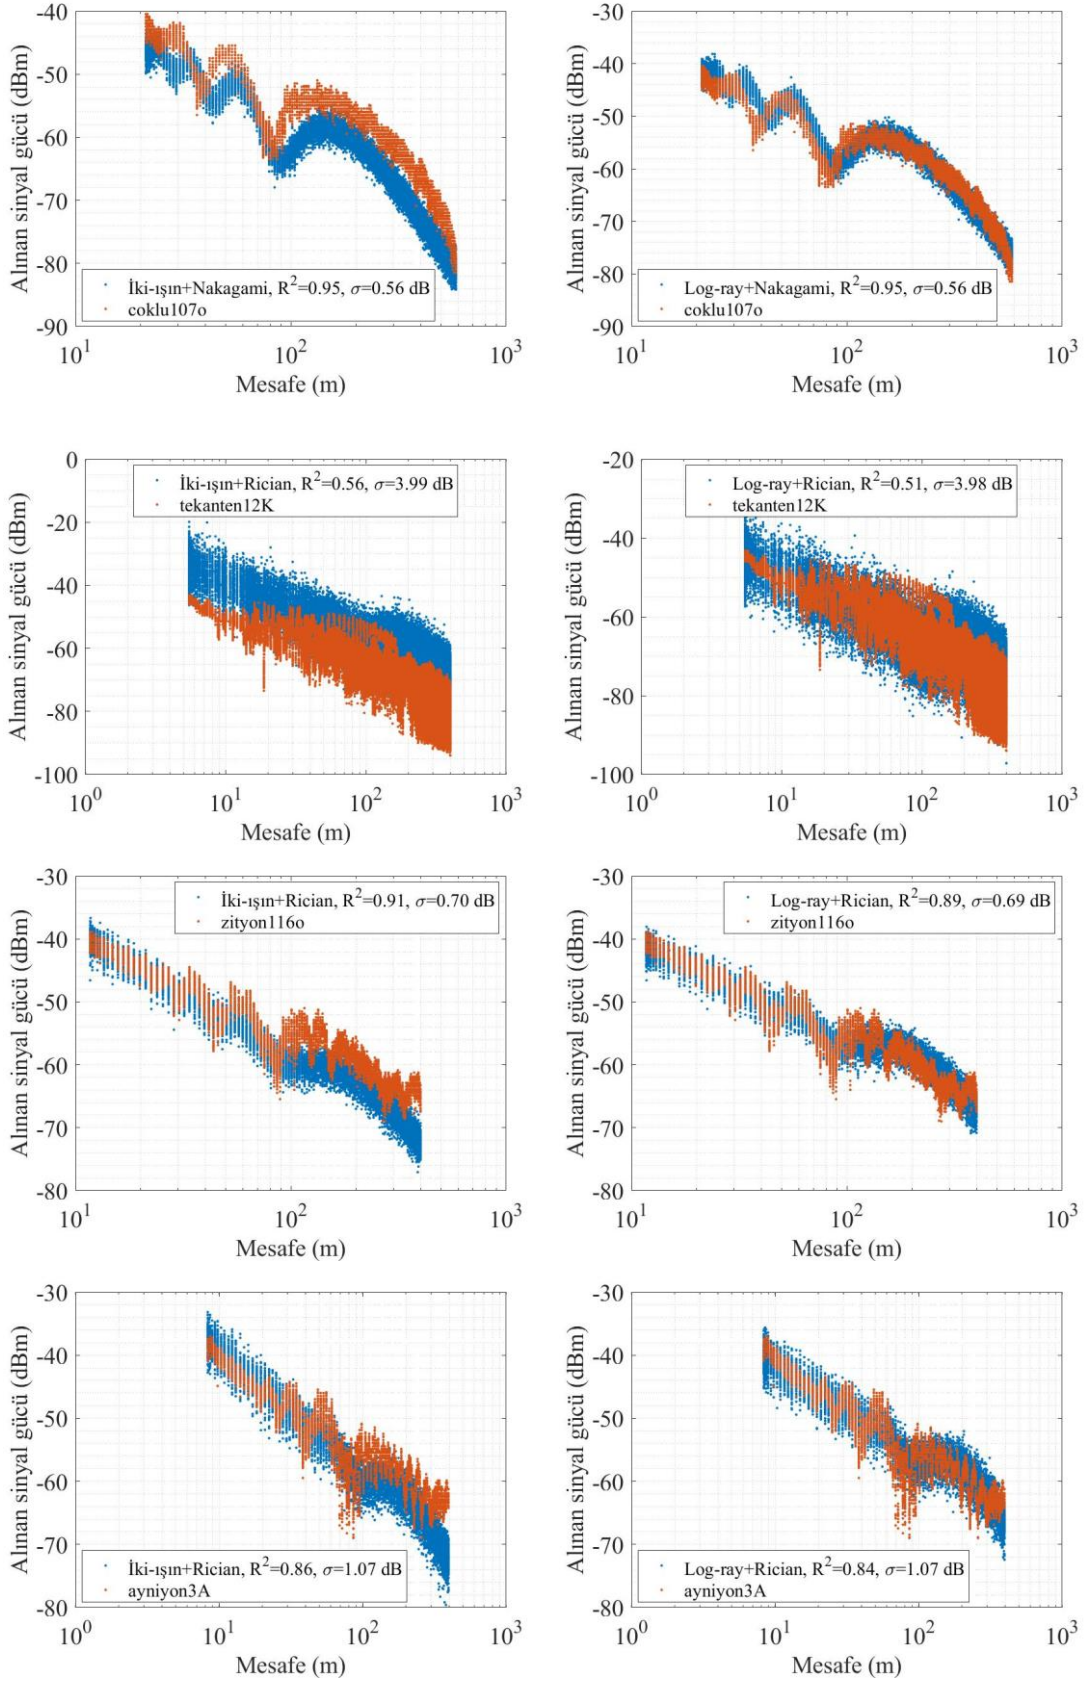 -40
-50
-60
-70
-80
-90
Alınan sinyal gücü (dBm)
İki-ışın+Nakagami, R²=0.95, σ=0.56 dB
coklu107o
10¹ 10² 10³
Mesafe (m)
-30
-40
-50
-60
-70
-80
-90
Alınan sinyal gücü (dBm)
Log-ray+Nakagami, R²=0.95, σ=0.56 dB
coklu107o
10¹ 10² 10³
Mesafe (m)
0
-20
-40
-60
-80
-100
Alınan sinyal gücü (dBm)
İki-ışın+Rician, R²=0.56, σ=3.99 dB
tekanten12K
10⁰ 10¹ 10² 10³
Mesafe (m)
-20
-40
-60
-80
-100
Alınan sinyal gücü (dBm)
Log-ray+Rician, R²=0.51, σ=3.98 dB
tekanten12K
10⁰ 10¹ 10² 10³
Mesafe (m)
-30
-40
-50
-60
-70
-80
Alınan sinyal gücü (dBm)
İki-ışın+Rician, R²=0.91, σ=0.70 dB
zityon116o
10¹ 10² 10³
Mesafe (m)
-30
-40
-50
-60
-70
-80
Alınan sinyal gücü (dBm)
Log-ray+Rician, R²=0.89, σ=0.69 dB
zityon116o
10¹ 10² 10³
Mesafe (m)
-30
-40
-50
-60
-70
-80
Alınan sinyal gücü (dBm)
İki-ışın+Rician, R²=0.86, σ=1.07 dB
ayniyon3A
10⁰ 10¹ 10² 10³
Mesafe (m)
-30
-40
-50
-60
-70
-80
Alınan sinyal gücü (dBm)
Log-ray+Rician, R²=0.84, σ=1.07 dB
ayniyon3A
10⁰ 10¹ 10² 10³
Mesafe (m)